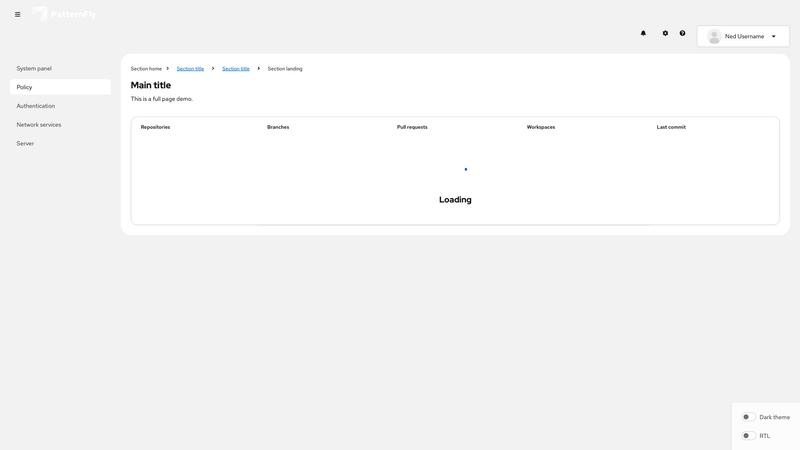 PatternFly
Ned Username
System panel
Policy
Authentication
Network services
Server
Section home Section title Section title Section landing
Main title
This is a full page demo.
Repositories Branches Pull requests Workspaces Last commit
Loading
Dark theme
RTL